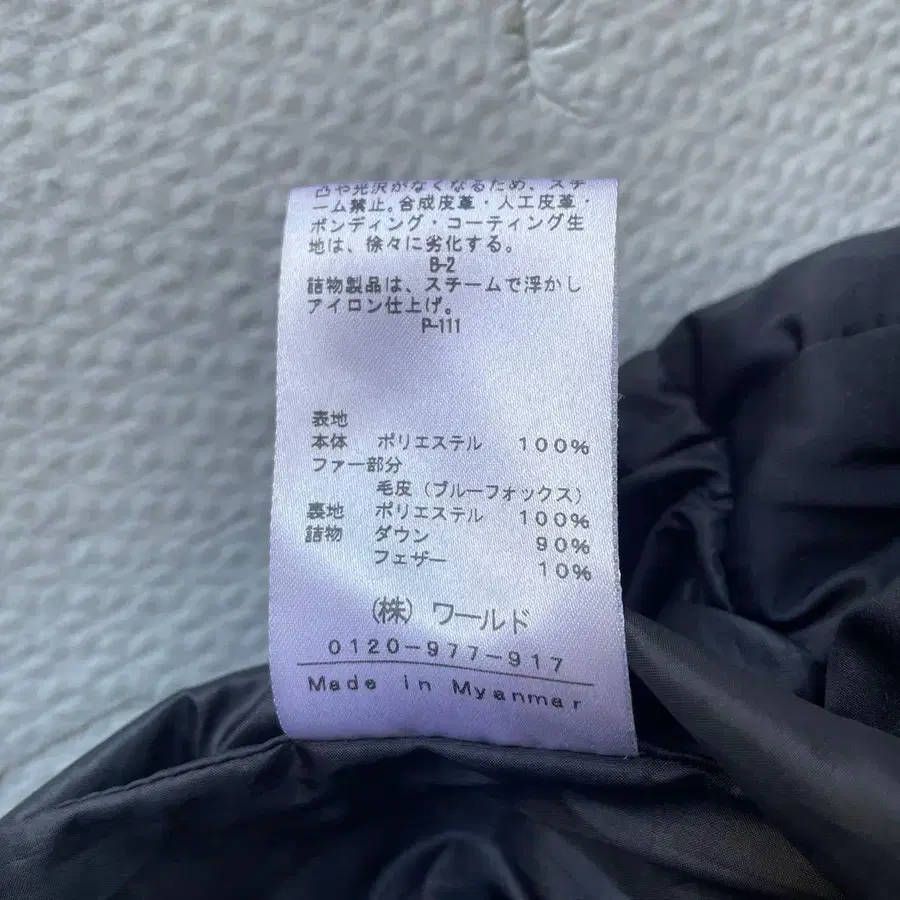 凸や光沢がなくなるため、スチ
ーム禁止。合成皮革・人工皮革・
ボンディング・コーティング生
地は、徐々に劣化する。
B-2
詰物製品は、スチームで浮かし
アイロン仕上げ。
P-111
表地
本体 ポリエステル 100%
ファー部分
毛皮（ブルーフォックス）
裏地 ポリエステル 100%
詰物 ダウン 90%
フェザー 10%
（株）ワールド
0120-977-917
Made in Myanmar